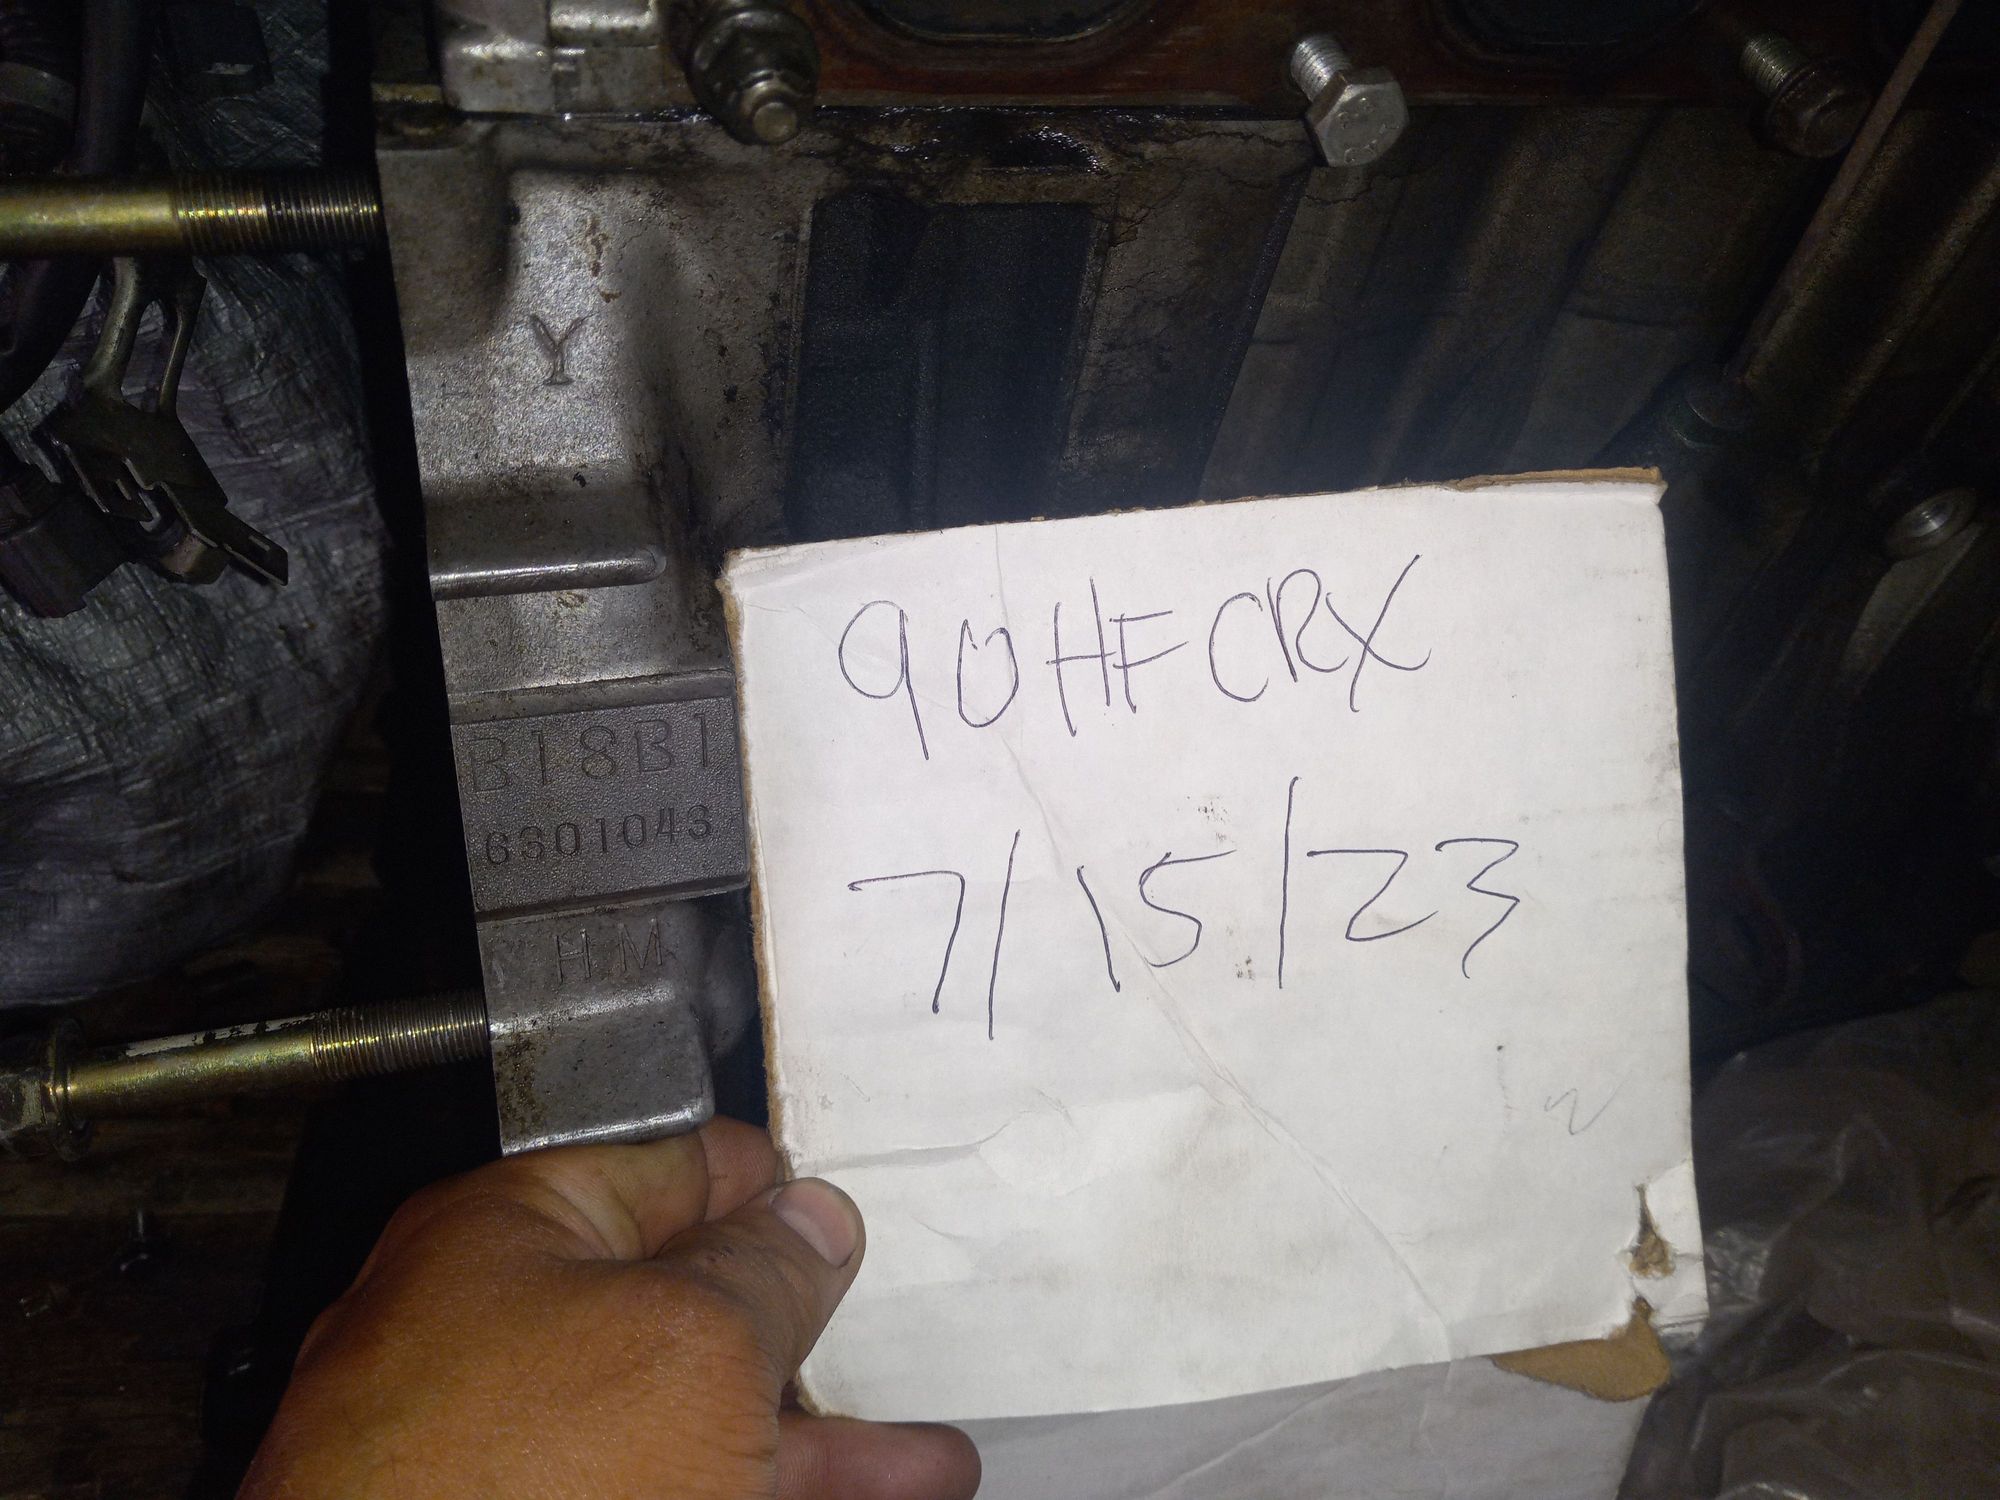 Y
B18B1
6301043
HM
90 HF CRX
7/15/23